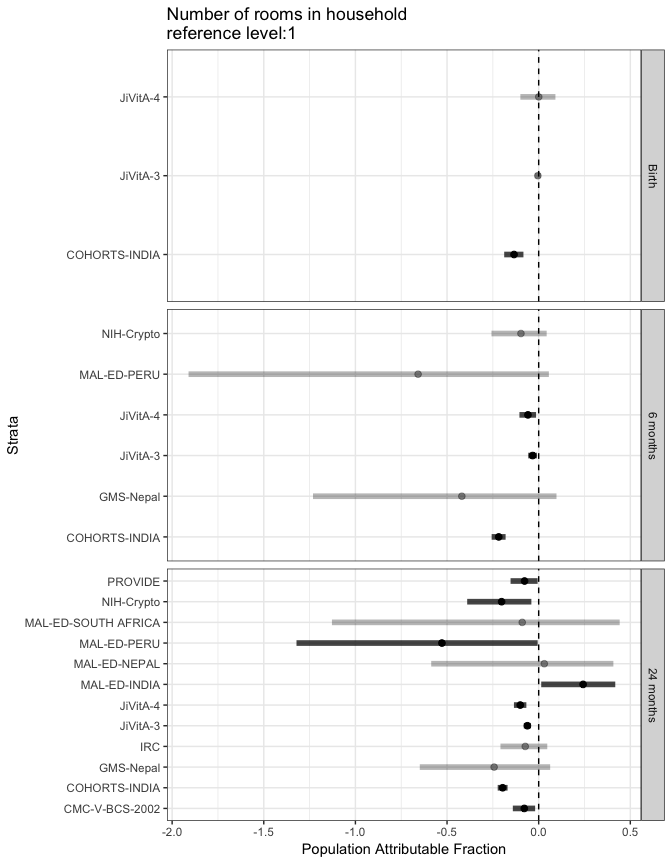 Number of rooms in household
reference level:1
JiVitA-4
JiVitA-3
COHORTS-INDIA
Birth
NIH-Crypto
MAL-ED-PERU
JiVitA-4
JiVitA-3
GMS-Nepal
COHORTS-INDIA
6 months
PROVIDE
NIH-Crypto
MAL-ED-SOUTH AFRICA
MAL-ED-PERU
MAL-ED-NEPAL
MAL-ED-INDIA
JiVitA-4
JiVitA-3
IRC
GMS-Nepal
COHORTS-INDIA
CMC-V-BCS-2002
24 months
Strata
-2.0 -1.5 -1.0 -0.5 0.0 0.5
Population Attributable Fraction